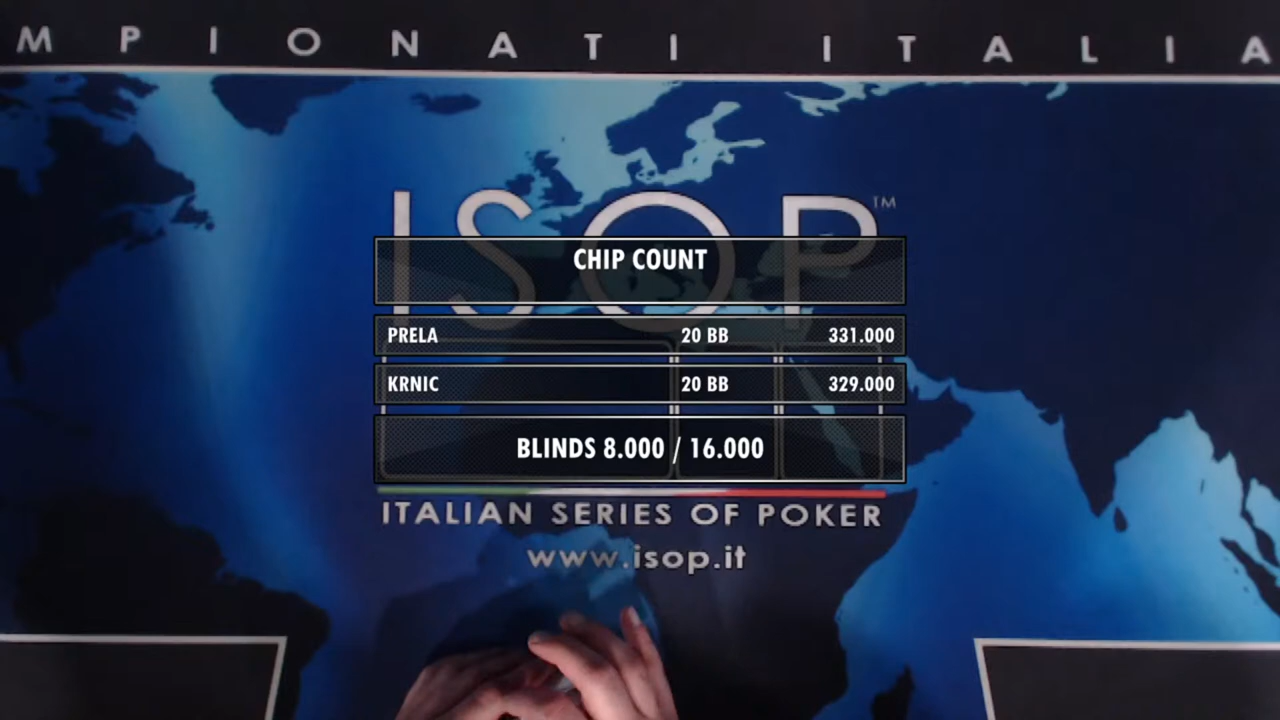 MPIONATI ITALIA
ISOP™
CHIP COUNT
PRELA 20 BB 331.000
KRNIC 20 BB 329.000
BLINDS 8.000 / 16.000
ITALIAN SERIES OF POKER
www.isop.it